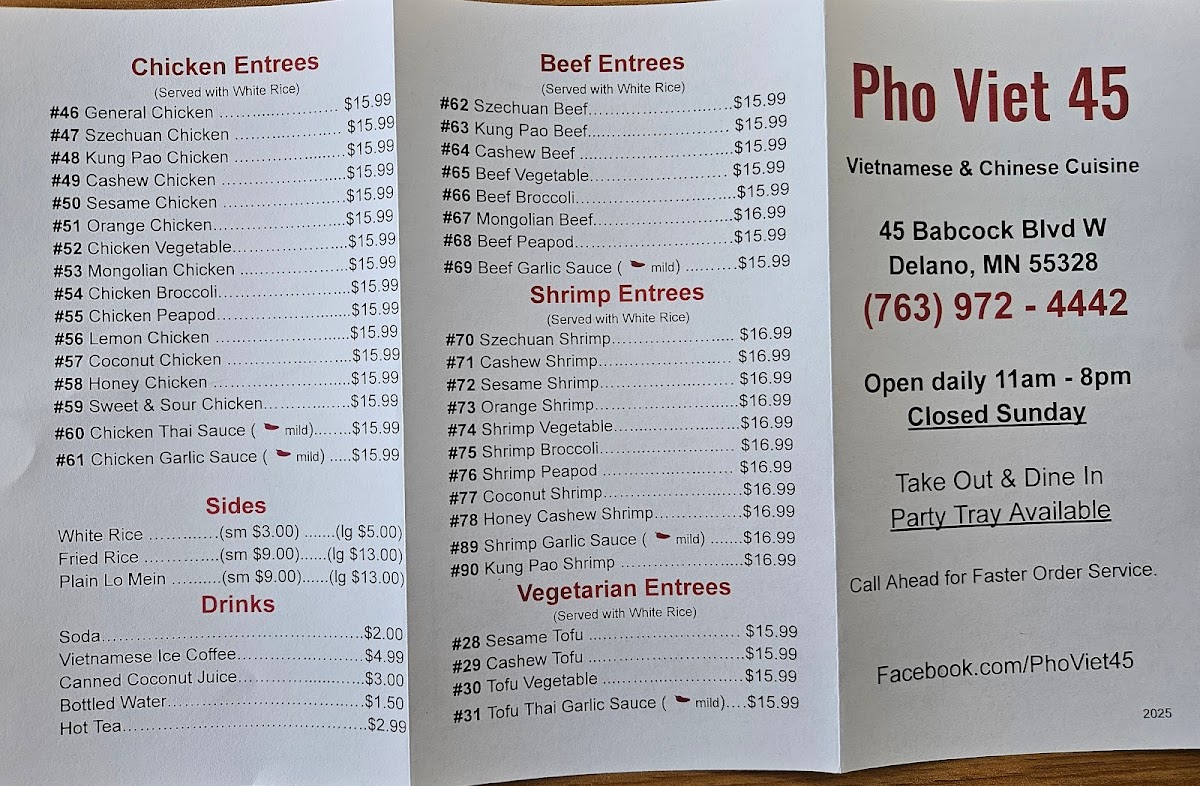 Chicken Entrees
(Served with White Rice)
#46 General Chicken ........................... $15.99
#47 Szechuan Chicken ........................ $15.99
#48 Kung Pao Chicken ........................ $15.99
#49 Cashew Chicken ........................... $15.99
#50 Sesame Chicken ........................... $15.99
#51 Orange Chicken........................... $15.99
#52 Chicken Vegetable........................ $15.99
#53 Mongolian Chicken ........................ $15.99
#54 Chicken Broccoli........................... $15.99
#55 Chicken Peapod........................... $15.99
#56 Lemon Chicken ........................... $15.99
#57 Coconut Chicken ........................... $15.99
#58 Honey Chicken ........................... $15.99
#59 Sweet & Sour Chicken.................. $15.99
#60 Chicken Thai Sauce ( mild)........$15.99
#61 Chicken Garlic Sauce ( mild) .....$15.99
Sides
White Rice .............(sm $3.00)......(lg $5.00)
Fried Rice ..............(sm $9.00)......(lg $13.00)
Plain Lo Mein ..........(sm $9.00)......(lg $13.00)
Drinks
Soda................................................$2.00
Vietnamese Ice Coffee........................$4.99
Canned Coconut Juice........................$3.00
Bottled Water....................................$1.50
Hot Tea.............................................$2.99
Beef Entrees
(Served with White Rice)
#62 Szechuan Beef...........................$15.99
#63 Kung Pao Beef........................... $15.99
#64 Cashew Beef ...........................$15.99
#65 Beef Vegetable........................... $15.99
#66 Beef Broccoli..............................$15.99
#67 Mongolian Beef...........................$16.99
#68 Beef Peapod..............................$15.99
#69 Beef Garlic Sauce ( mild) ..........$15.99
Shrimp Entrees
(Served with White Rice)
#70 Szechuan Shrimp........................ $16.99
#71 Cashew Shrimp........................... $16.99
#72 Sesame Shrimp........................... $16.99
#73 Orange Shrimp...........................$16.99
#74 Shrimp Vegetable........................$16.99
#75 Shrimp Broccoli...........................$16.99
#76 Shrimp Peapod ........................... $16.99
#77 Coconut Shrimp...........................$16.99
#78 Honey Cashew Shrimp..................$16.99
#89 Shrimp Garlic Sauce ( mild) .......$16.99
#90 Kung Pao Shrimp ........................$16.99
Vegetarian Entrees
(Served with White Rice)
#28 Sesame Tofu .............................. $15.99
#29 Cashew Tofu ..............................$15.99
#30 Tofu Vegetable ...........................$15.99
#31 Tofu Thai Garlic Sauce ( mild)....$15.99
Pho Viet 45
Vietnamese & Chinese Cuisine
45 Babcock Blvd W
Delano, MN 55328
(763) 972 - 4442
Open daily 11am - 8pm
Closed Sunday
Take Out & Dine In
Party Tray Available
Call Ahead for Faster Order Service.
Facebook.com/PhoViet45
2025